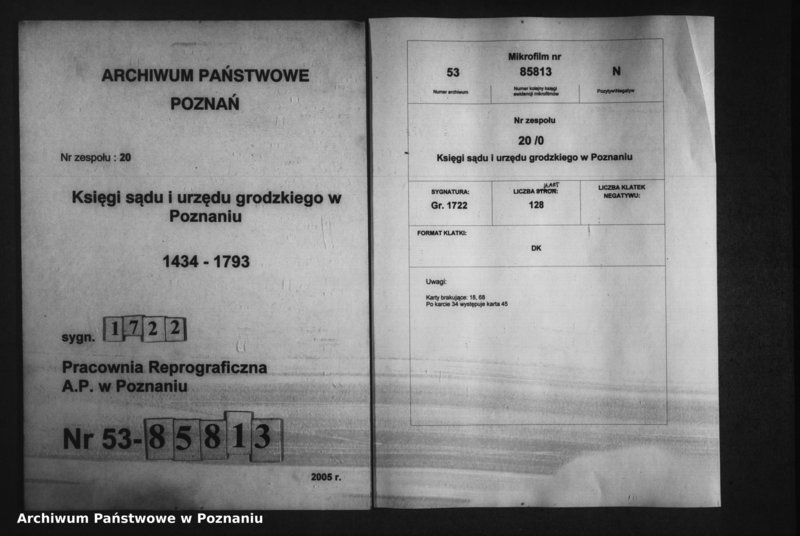 ARCHIWUM PAŃSTWOWE
POZNAŃ
Nr zespołu : 20
Księgi sądu i urzędu grodzkiego w
Poznaniu
1434 - 1793
sygn. 1722
Pracownia Reprograficzna
A.P. w Poznaniu
Nr 53-85813
2005 r.
Mikrofilm nr
53 85813 N
Numer archiwum
Numer kolejny księgi
ewidencji mikrofilmów
Pozytyw/Negatyw
Nr zespołu
20 /0
Księgi sądu i urzędu grodzkiego w Poznaniu
SYGNATURA:
Gr. 1722
KART
LICZBA STRON:
128
LICZBA KLATEK
NEGATYWU:
FORMAT KLATKI:
DK
Uwagi:
Karty brakujące: 15, 68
Po karcie 34 występuje karta 45
Archiwum Państwowe w Poznaniu